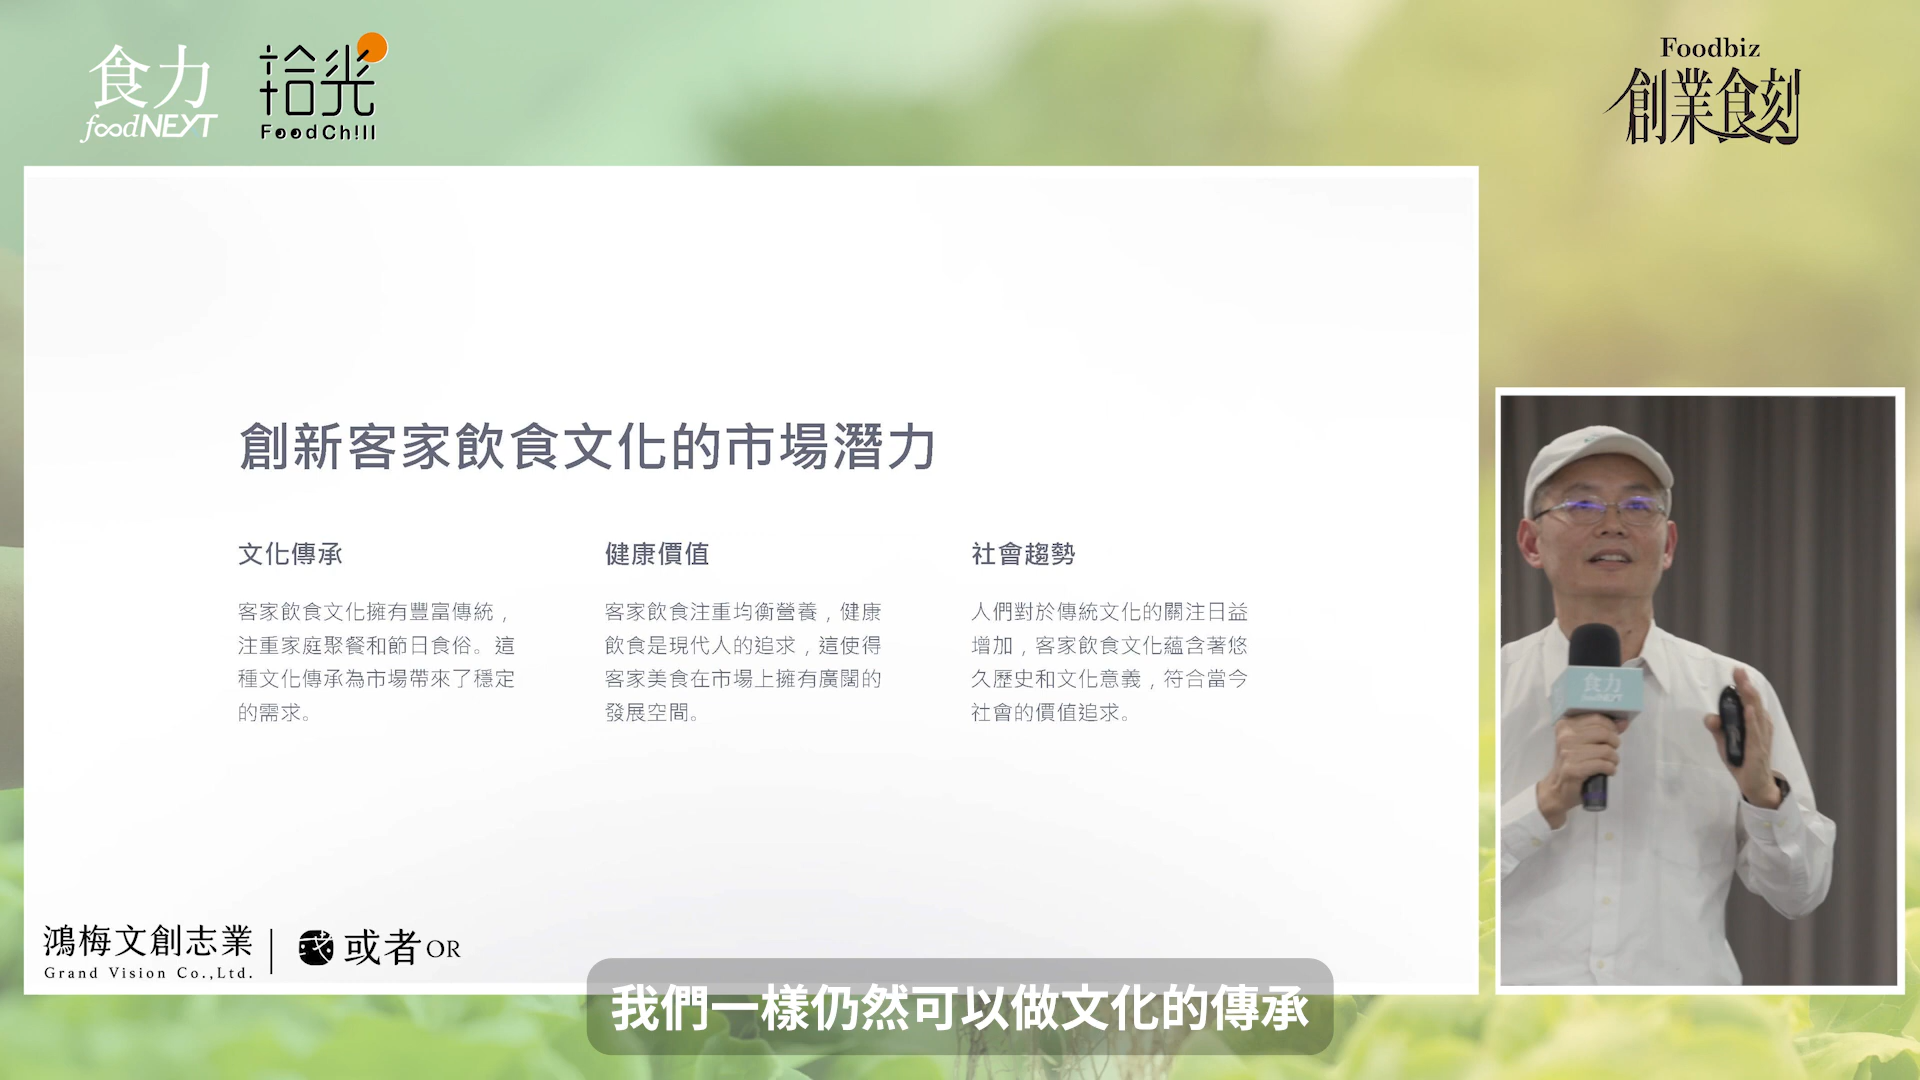 食力
foodNEXT
拾光
FoodCh!ll
Foodbiz
創業食刻
創新客家飲食文化的市場潛力
文化傳承
客家飲食文化擁有豐富傳統，
注重家庭聚餐和節日食俗。這
種文化傳承為市場帶來了穩定
的需求。
健康價值
客家飲食注重均衡營養，健康
飲食是現代人的追求，這使得
客家美食在市場上擁有廣闊的
發展空間。
社會趨勢
人們對於傳統文化的關注日益
增加，客家飲食文化蘊含著悠
久歷史和文化意義，符合當今
社會的價值追求。
食力
foodNEXT
鴻梅文創志業
Grand Vision Co.,Ltd.
或者OR
我們一樣仍然可以做文化的傳承